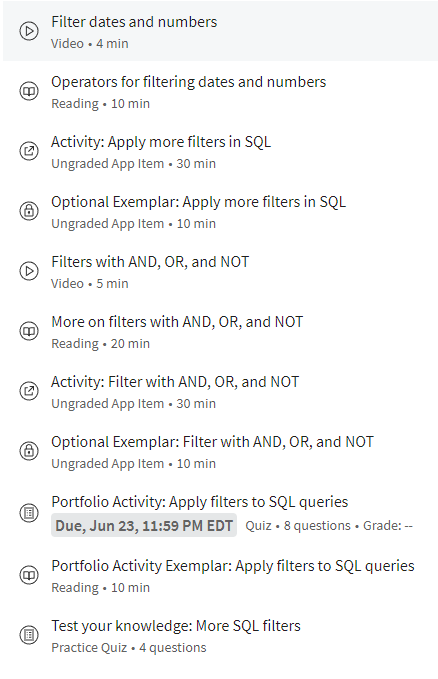 Filter dates and numbers
Video • 4 min
Operators for filtering dates and numbers
Reading • 10 min
Activity: Apply more filters in SQL
Ungraded App Item • 30 min
Optional Exemplar: Apply more filters in SQL
Ungraded App Item • 10 min
Filters with AND, OR, and NOT
Video • 5 min
More on filters with AND, OR, and NOT
Reading • 20 min
Activity: Filter with AND, OR, and NOT
Ungraded App Item • 30 min
Optional Exemplar: Filter with AND, OR, and NOT
Ungraded App Item • 10 min
Portfolio Activity: Apply filters to SQL queries
Due, Jun 23, 11:59 PM EDT Quiz • 8 questions • Grade: --
Portfolio Activity Exemplar: Apply filters to SQL queries
Reading • 10 min
Test your knowledge: More SQL filters
Practice Quiz • 4 questions